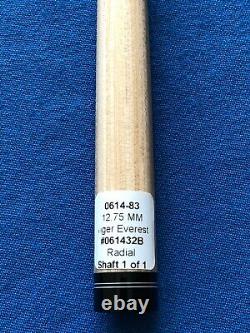 0614-83
12.75 MM
iger Everest
#061432B
Radial
Shaft 1 of 1